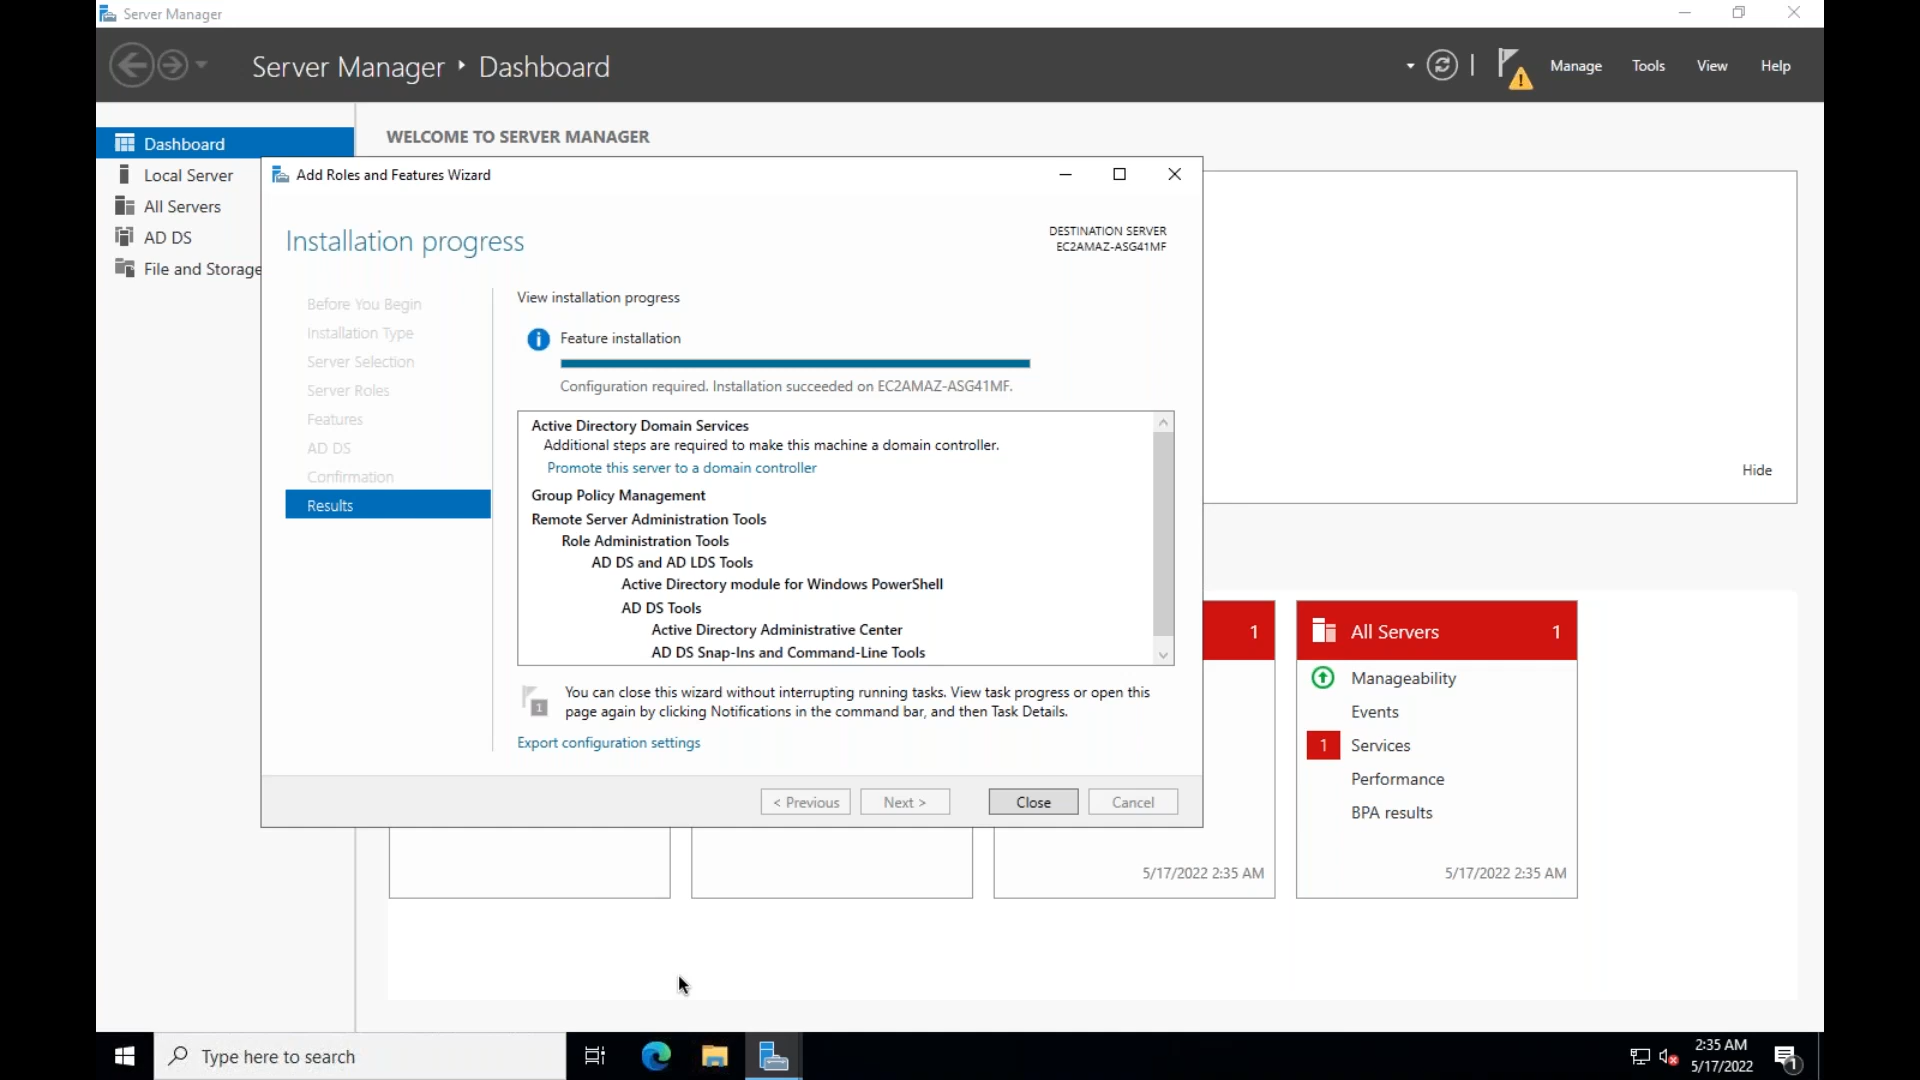 Server Manager
Server Manager
Dashboard
Manage
Tools
View
Help
Dashboard
Local Server
All Servers
AD DS
File and Storage
WELCOME TO SERVER MANAGER
Add Roles and Features Wizard
Installation progress
DESTINATION SERVER
EC2AMAZ-ASG41MF
Before You Begin
Installation Type
Server Selection
Server Roles
Features
AD DS
Confirmation
Results
View installation progress
Feature installation
Configuration required. Installation succeeded on EC2AMAZ-ASG41MF.
Active Directory Domain Services
Additional steps are required to make this machine a domain controller.
Promote this server to a domain controller
Group Policy Management
Remote Server Administration Tools
Role Administration Tools
AD DS and AD LDS Tools
Active Directory module for Windows PowerShell
AD DS Tools
Active Directory Administrative Center
AD DS Snap-Ins and Command-Line Tools
1
You can close this wizard without interrupting running tasks. View task progress or open this
page again by clicking Notifications in the command bar, and then Task Details.
Export configuration settings
< Previous
Next >
Close
Cancel
Hide
1
5/17/2022 2:35 AM
All Servers
1
Manageability
Events
1
Services
Performance
BPA results
5/17/2022 2:35 AM
Type here to search
2:35 AM
5/17/2022
1